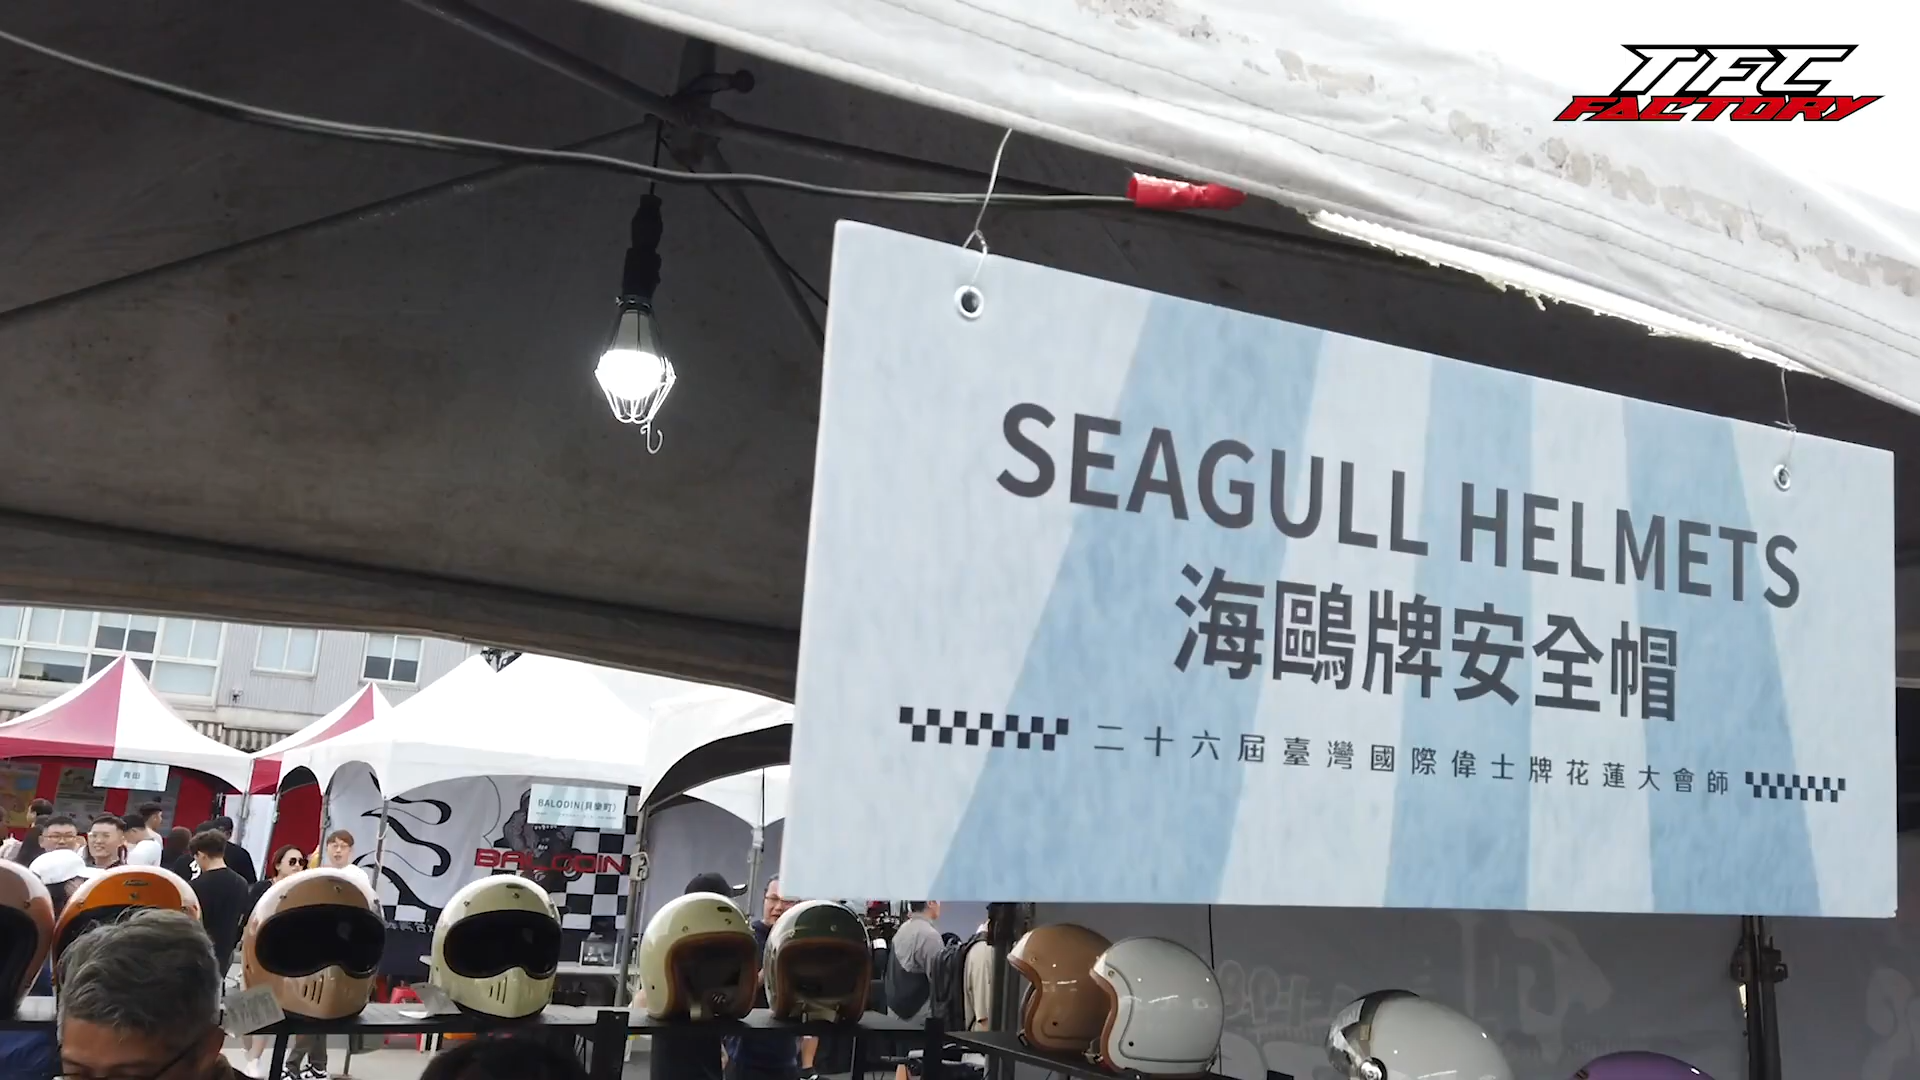 TFC
FACTORY
SEAGULL HELMETS
海鷗牌安全帽
二十六屆臺灣國際偉士牌花蓮大會師
BALODIN(貝樂町)
BALODIN